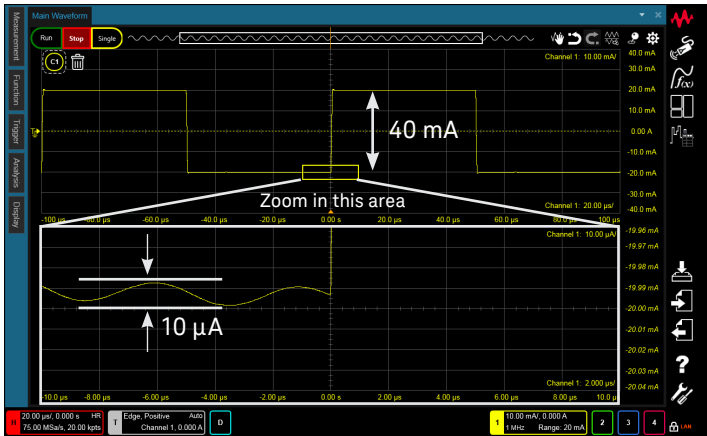 Main Waveform
Run
Stop
Single
C1
Channel 1: 10.00 mA/
40.0 mA
30.0 mA
20.0 mA
10.0 mA
0.00 A
-10.0 mA
-20.0 mA
-30.0 mA
-40.0 mA
40 mA
Zoom in this area
Channel 1: 20.00 µs/
-100 µs
-80.0 µs
-60.0 µs
-40.0 µs
-20.0 µs
0.00 s
20.0 µs
40.0 µs
60.0 µs
80.0 µs
100 µs
Channel 1: 10.00 µA/
-19.96 mA
-19.97 mA
-19.98 mA
-19.99 mA
-20.00 mA
-20.01 mA
-20.02 mA
-20.03 mA
-20.04 mA
10 µA
Channel 1: 2.000 µs/
-10.0 µs
-8.00 µs
-6.00 µs
-4.00 µs
-2.00 µs
0.00 s
2.00 µs
4.00 µs
6.00 µs
8.00 µs
10.0 µ
Measurement
Function
Trigger
Analysis
Display
f(x)
?
H
20.00 µs/, 0.000 s HR
75.00 MSa/s, 20.00 kpts
T
Edge, Positive Auto
Channel 1, 0.000 A
D
1
10.00 mA/, 0.000 A
1 MHz Range: 20 mA
2
3
4
LAN